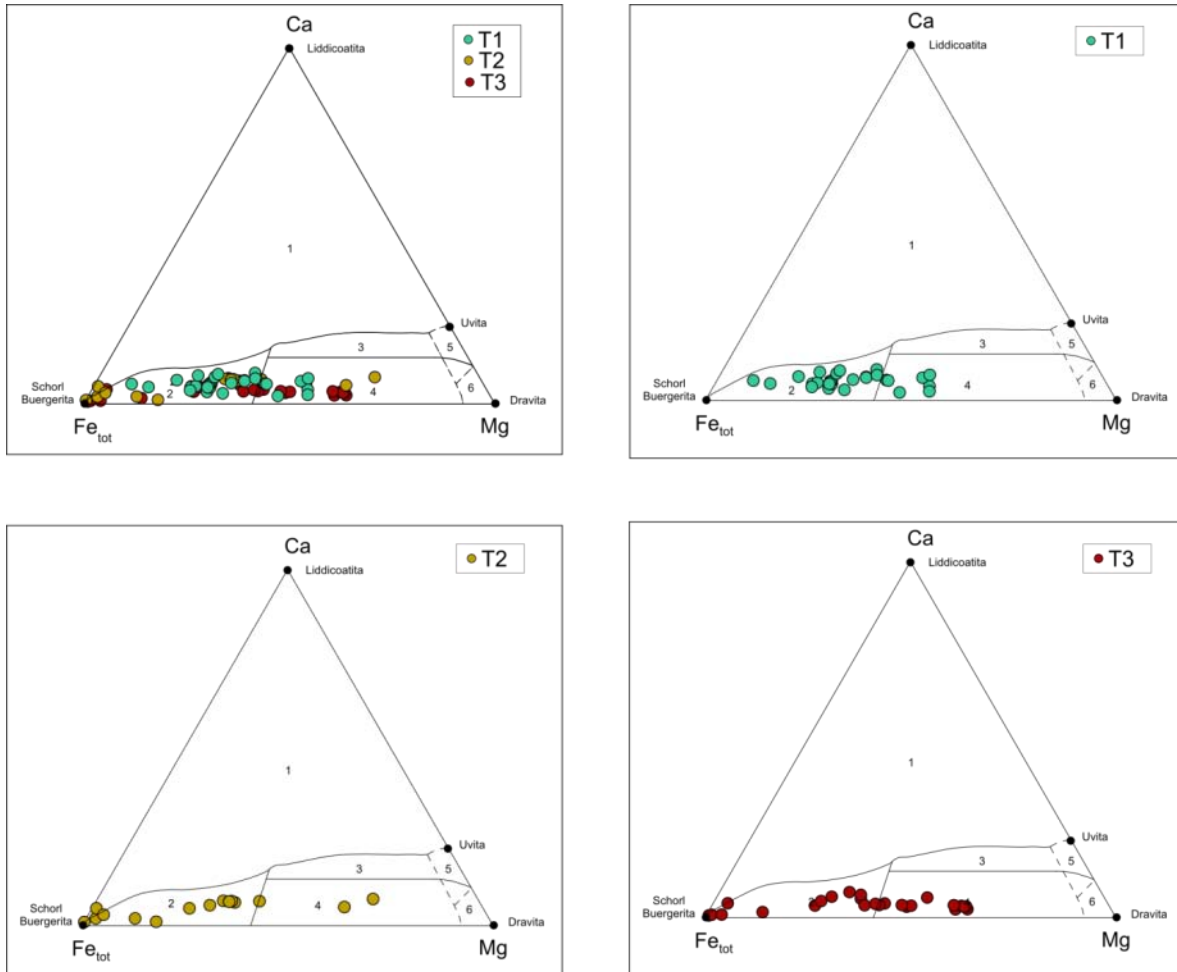 Ca
Liddicoatita
T1
T2
T3
1
Uvita
3
5
Schorl
Buergerita
2
4
6
Dravita
Fetot
Mg
Ca
Liddicoatita
T1
1
Uvita
3
5
Schorl
Buergerita
2
4
6
Dravita
Fetot
Mg
Ca
Liddicoatita
T2
1
Uvita
3
5
Schorl
Buergerita
2
4
6
Dravita
Fetot
Mg
Ca
Liddicoatita
T3
1
Uvita
3
5
Schorl
Buergerita
6
Dravita
Fetot
Mg